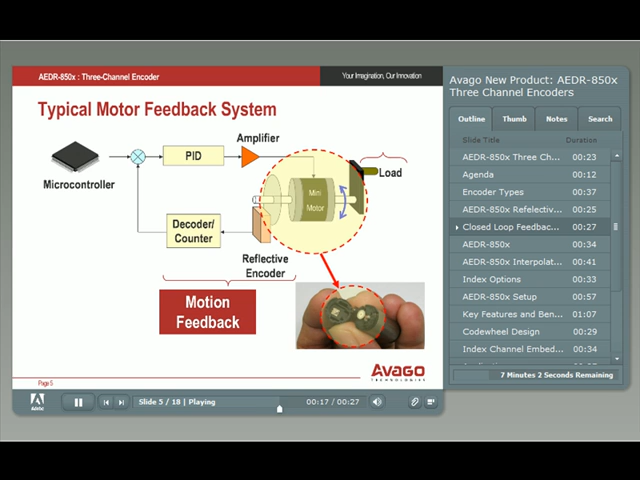 AEDR-850x : Three-Channel Encoder
Your Imagination, Our Innovation
Typical Motor Feedback System
Microcontroller
PID
Amplifier
Load
Mini
Motor
Decoder/
Counter
Reflective
Encoder
Motion
Feedback
Page 5
AVAGO
TECHNOLOGIES
Avago New Product: AEDR-850x
Three Channel Encoders
Outline
Thumb
Notes
Search
Slide Title Duration
AEDR-850x Three Ch... 00:23
Agenda 00:12
Encoder Types 00:37
AEDR-850x Refelectiv... 00:25
Closed Loop Feedbac... 00:27
AEDR-850x 00:34
AEDR-850x Interpolat... 00:41
Index Options 00:33
AEDR-850x Setup 00:57
Key Features and Ben... 01:07
Codewheel Design 00:29
Index Channel Embed... 00:34
7 Minutes 2 Seconds Remaining
Adobe
Slide 5 / 18 | Playing
00:17 / 00:27